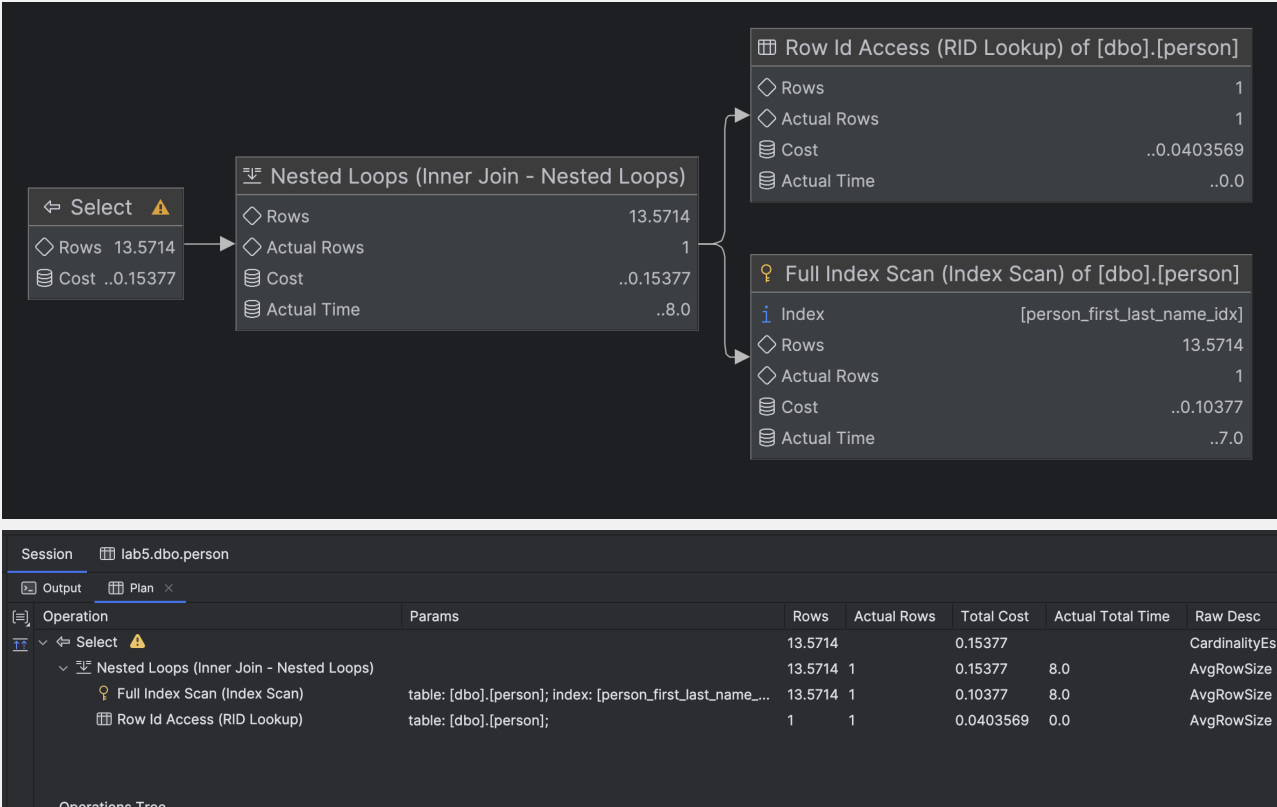 Row Id Access (RID Lookup) of [dbo].[person]
Rows 1
Actual Rows 1
Cost ..0.0403569
Actual Time ..0.0
Nested Loops (Inner Join - Nested Loops)
Rows 13.5714
Actual Rows 1
Cost ..0.15377
Actual Time ..8.0
Select
Rows 13.5714
Cost ..0.15377
Full Index Scan (Index Scan) of [dbo].[person]
Index [person_first_last_name_idx]
Rows 13.5714
Actual Rows 1
Cost ..0.10377
Actual Time ..7.0
Session lab5.dbo.person
Output Plan
Operation Params Rows Actual Rows Total Cost Actual Total Time Raw Desc
Select 13.5714 0.15377 CardinalityEs
Nested Loops (Inner Join - Nested Loops) 13.5714 1 0.15377 8.0 AvgRowSize
Full Index Scan (Index Scan) table: [dbo].[person]; index: [person_first_last_name_... 13.5714 1 0.10377 8.0 AvgRowSize
Row Id Access (RID Lookup) table: [dbo].[person]; 1 1 0.0403569 0.0 AvgRowSize
Operations Tree